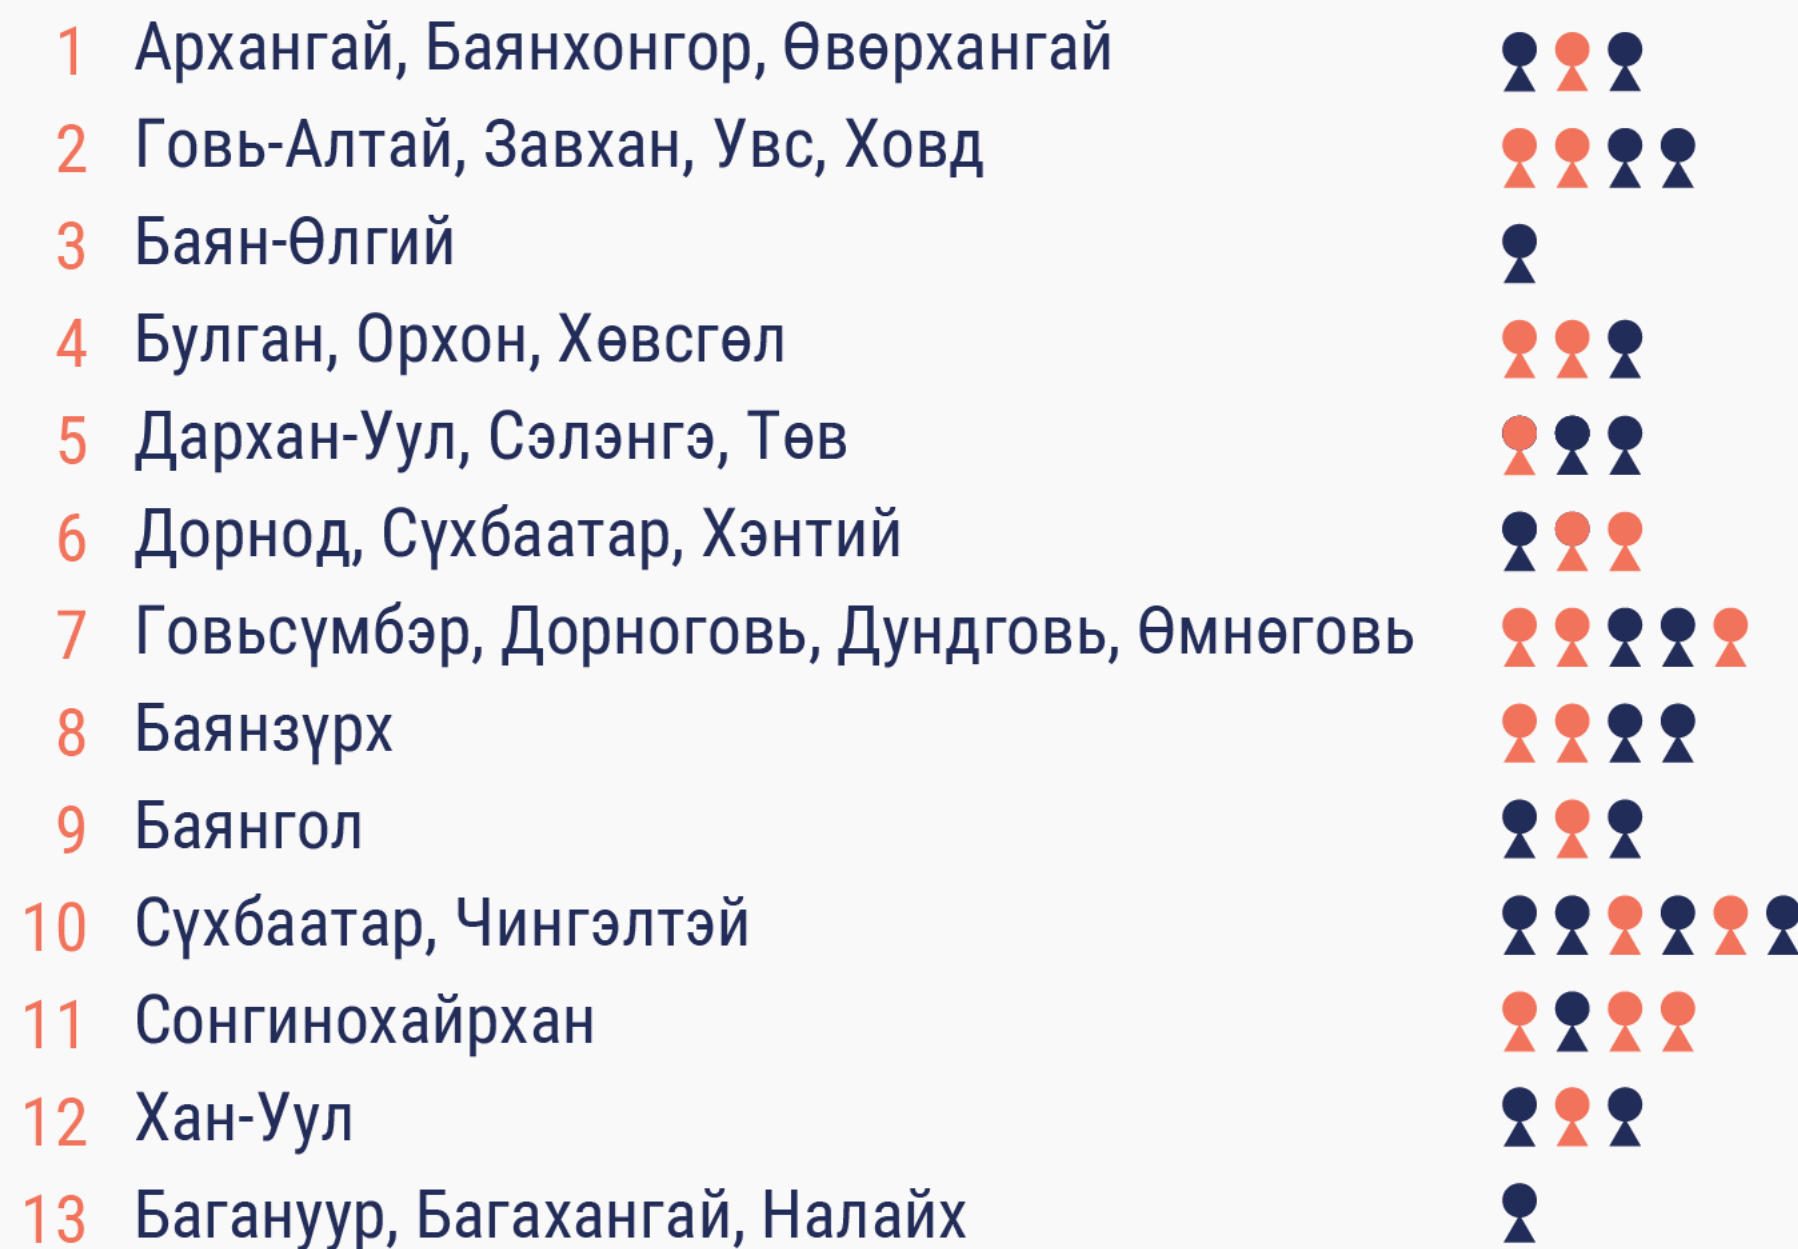 1 Архангай, Баянхонгор, Өвөрхангай
2 Говь-Алтай, Завхан, Увс, Ховд
3 Баян-Өлгий
4 Булган, Орхон, Хөвсгөл
5 Дархан-Уул, Сэлэнгэ, Төв
6 Дорнод, Сүхбаатар, Хэнтий
7 Говьсүмбэр, Дорноговь, Дундговь, Өмнөговь
8 Баянзүрх
9 Баянгол
10 Сүхбаатар, Чингэлтэй
11 Сонгинохайрхан
12 Хан-Уул
13 Багануур, Багахангай, Налайх